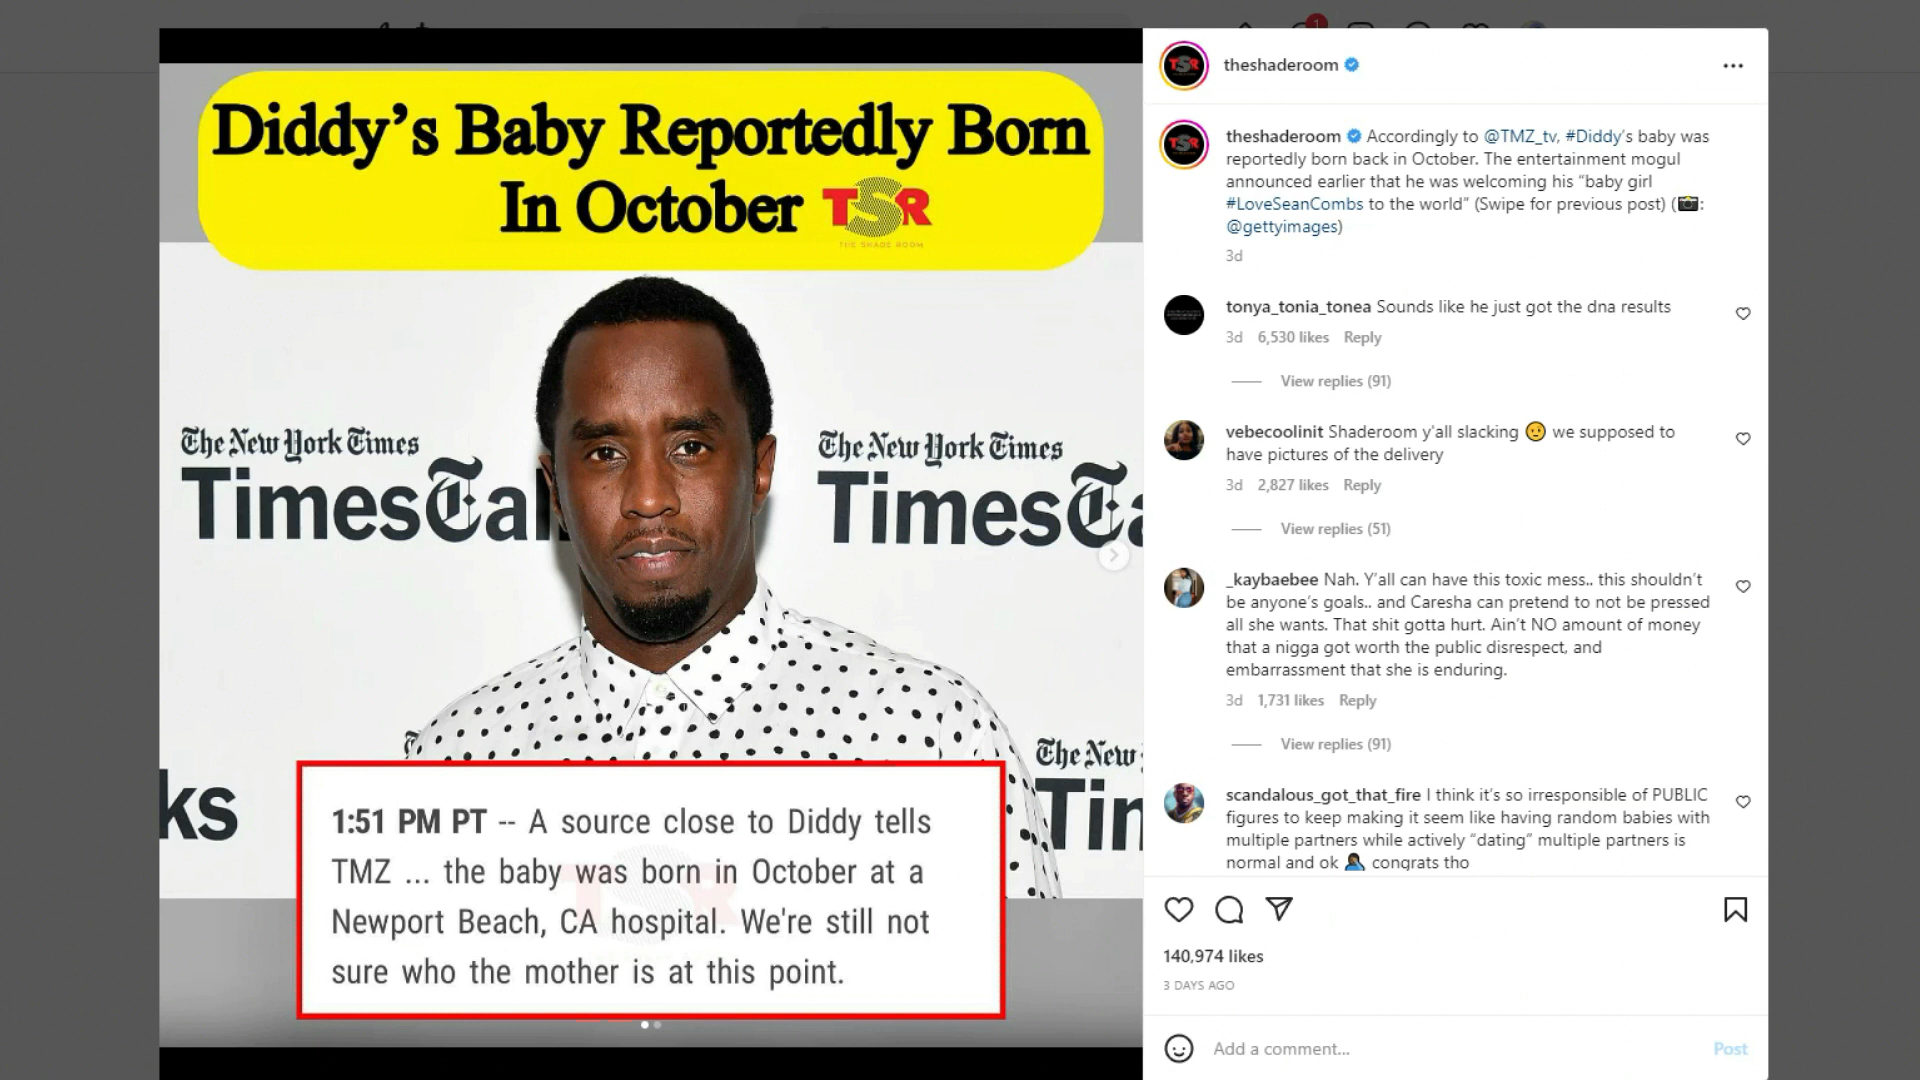 Diddy’s Baby Reportedly Born
In October TSR
THE SHADE ROOM
The New York Times
The New York Times
The New
ks
1:51 PM PT -- A source close to Diddy tells
TMZ ... the baby was born in October at a
Newport Beach, CA hospital. We're still not
sure who the mother is at this point.
1
TSR
theshaderoom
TSR
theshaderoom Accordingly to @TMZ_tv, #Diddy’s baby was
reportedly born back in October. The entertainment mogul
announced earlier that he was welcoming his “baby girl
#LoveSeanCombs to the world” (Swipe for previous post) (📷:
@gettyimages)
3d
tonya_tonia_tonea Sounds like he just got the dna results
3d 6,530 likes Reply
View replies (91)
vebecoolinit Shaderoom y’all slacking 🫡 we supposed to
have pictures of the delivery
3d 2,827 likes Reply
View replies (51)
_kaybaebee Nah. Y’all can have this toxic mess.. this shouldn’t
be anyone’s goals.. and Caresha can pretend to not be pressed
all she wants. That shit gotta hurt. Ain’t NO amount of money
that a nigga got worth the public disrespect, and
embarrassment that she is enduring.
3d 1,731 likes Reply
View replies (91)
scandalous_got_that_fire I think it’s so irresponsible of PUBLIC
figures to keep making it seem like having random babies with
multiple partners while actively “dating” multiple partners is
normal and ok 🤦🏾‍♂️ congrats tho
140,974 likes
3 DAYS AGO
Add a comment...
Post